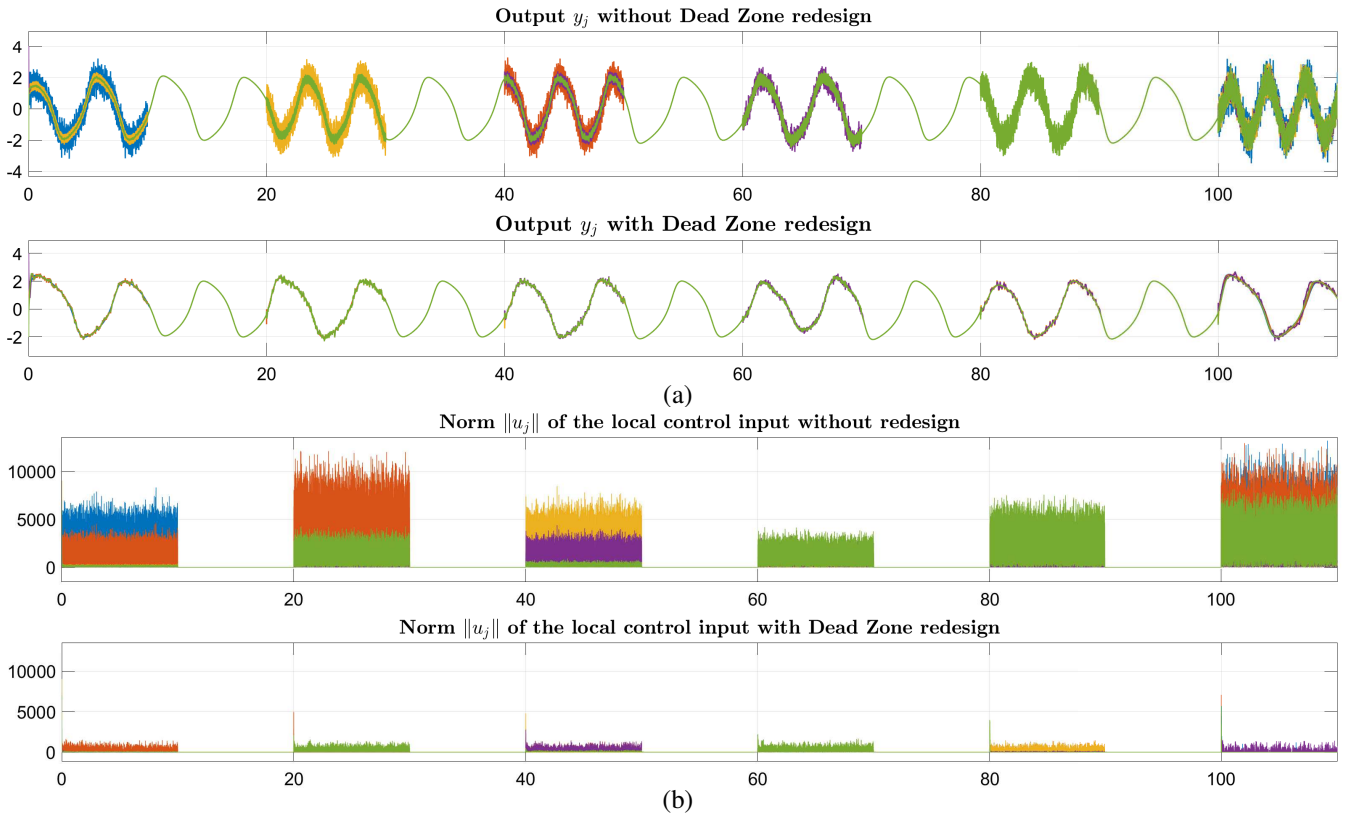 Output y_j without Dead Zone redesign
4
2
0
-2
-4
0 20 40 60 80 100
Output y_j with Dead Zone redesign
4
2
0
-2
0 20 40 60 80 100
(a)
Norm ‖u_j‖ of the local control input without redesign
10000
5000
0
0 20 40 60 80 100
Norm ‖u_j‖ of the local control input with Dead Zone redesign
10000
5000
0
0 20 40 60 80 100
(b)